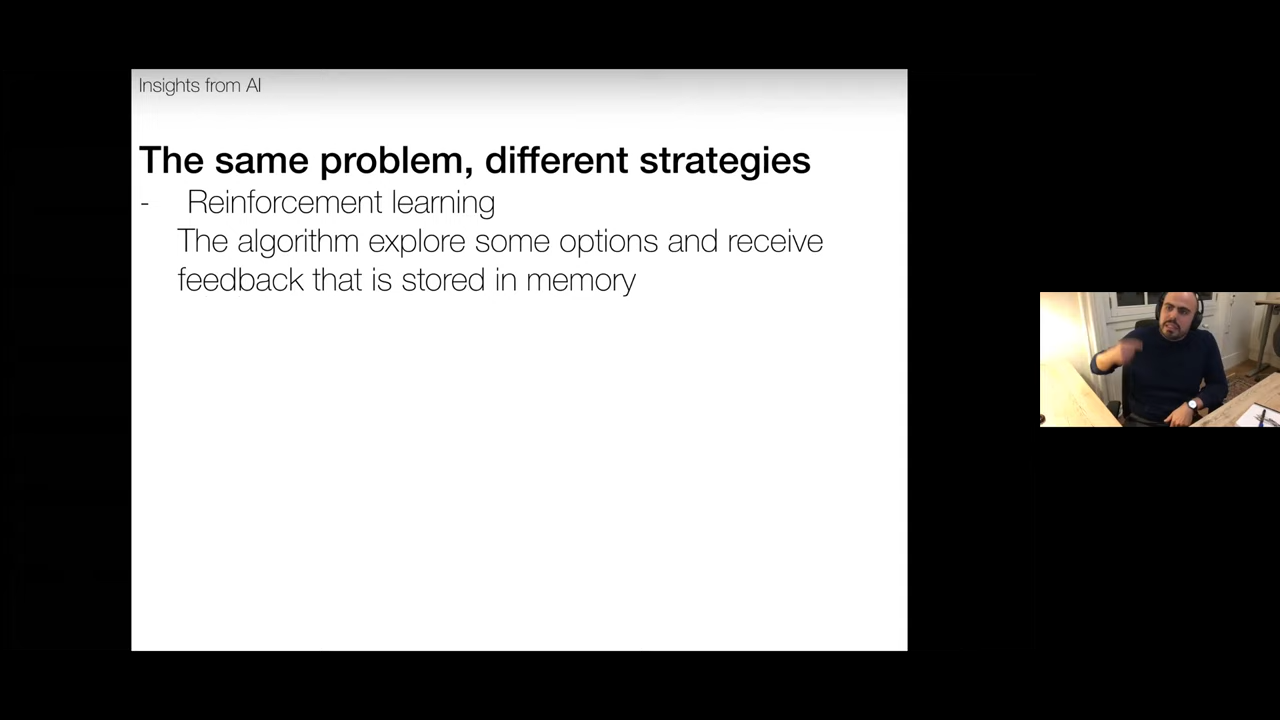 Insights from AI
The same problem, different strategies
- Reinforcement learning
The algorithm explore some options and receive
feedback that is stored in memory